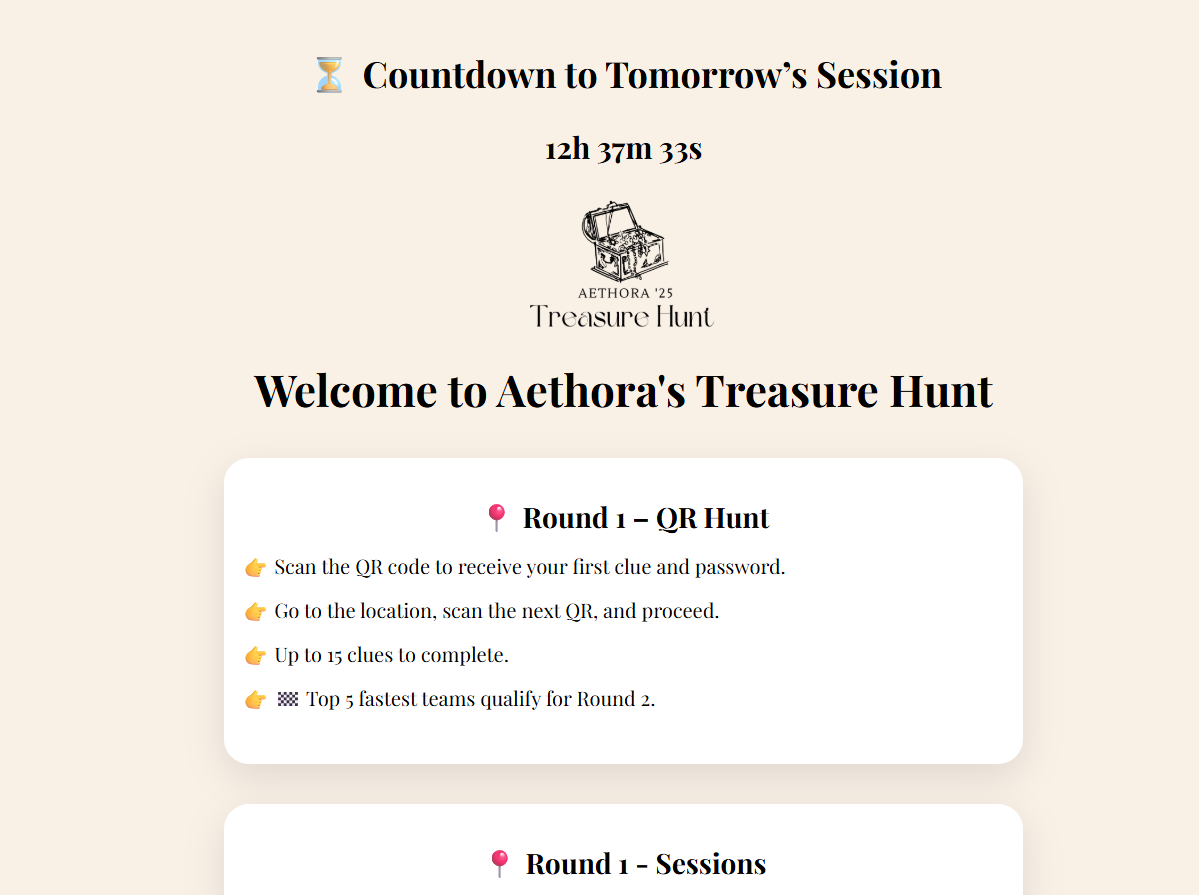 ⏳ Countdown to Tomorrow’s Session
12h 37m 33s
AETHORA '25
Treasure Hunt
Welcome to Aethora's Treasure Hunt
📍 Round 1 – QR Hunt
👉 Scan the QR code to receive your first clue and password.
👉 Go to the location, scan the next QR, and proceed.
👉 Up to 15 clues to complete.
👉 🏁 Top 5 fastest teams qualify for Round 2.
📍 Round 1 - Sessions